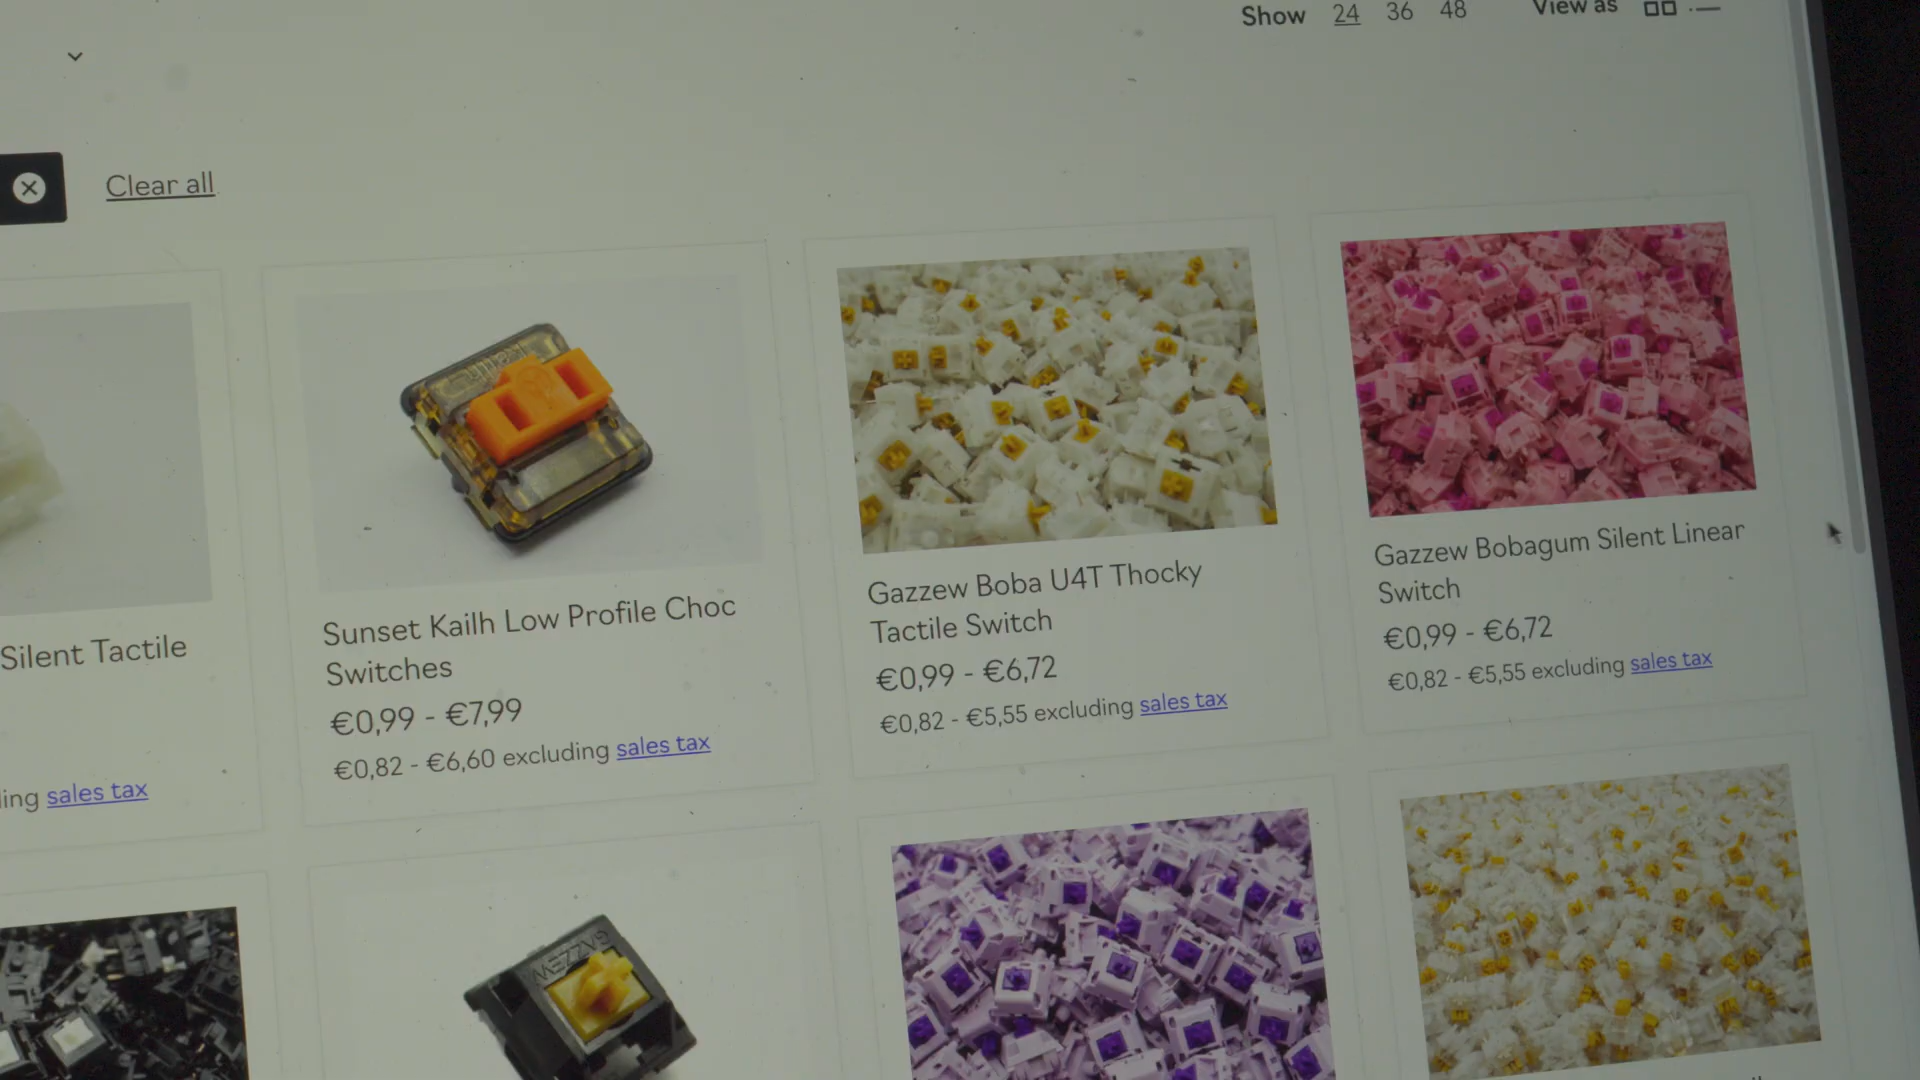 Show 24 36 48 View as
Clear all
Silent Tactile
ing sales tax
Sunset Kailh Low Profile Choc
Switches
€0,99 - €7,99
€0,82 - €6,60 excluding sales tax
Gazzew Boba U4T Thocky
Tactile Switch
€0,99 - €6,72
€0,82 - €5,55 excluding sales tax
Gazzew Bobagum Silent Linear
Switch
€0,99 - €6,72
€0,82 - €5,55 excluding sales tax
GAZZEW